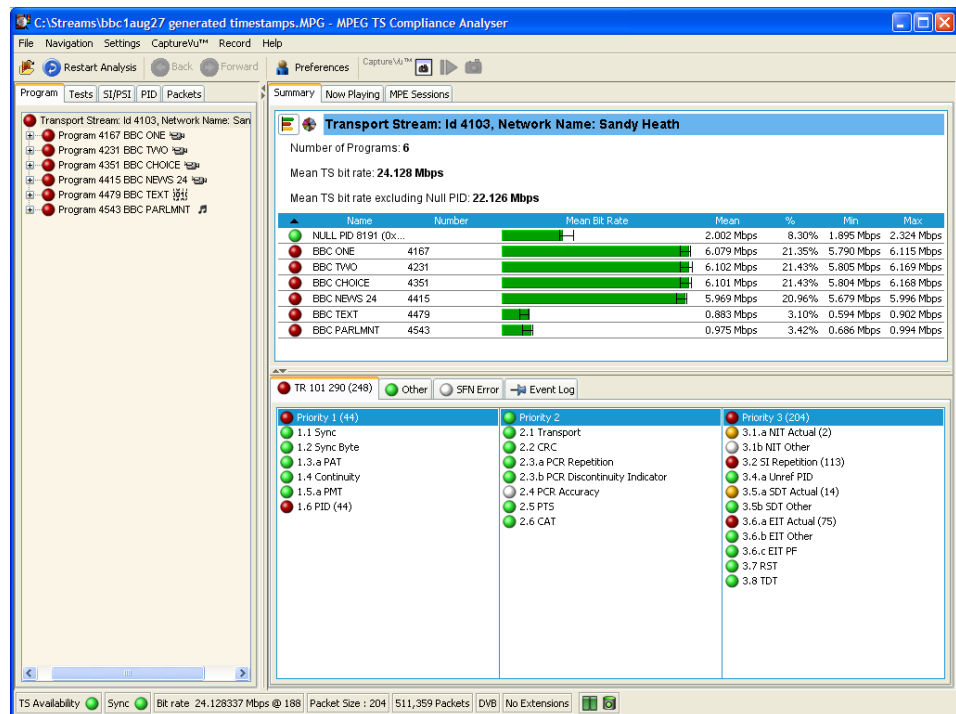 C:\Streams\bbc1aug27 generated timestamps.MPG - MPEG TS Compliance Analyser
File Navigation Settings CaptureVu™ Record Help
Restart Analysis Back Forward Preferences CaptureVu™
Program Tests SI/PSI PID Packets
Transport Stream: Id 4103, Network Name: San
Program 4167 BBC ONE
Program 4231 BBC TWO
Program 4351 BBC CHOICE
Program 4415 BBC NEWS 24
Program 4479 BBC TEXT
Program 4543 BBC PARLMNT
Summary Now Playing MPE Sessions
Transport Stream: Id 4103, Network Name: Sandy Heath
Number of Programs: 6
Mean TS bit rate: 24.128 Mbps
Mean TS bit rate excluding Null PID: 22.126 Mbps
Name Number Mean Bit Rate Mean % Min Max
NULL PID 8191 (0x... 2.002 Mbps 8.30% 1.895 Mbps 2.324 Mbps
BBC ONE 4167 6.079 Mbps 21.35% 5.790 Mbps 6.115 Mbps
BBC TWO 4231 6.102 Mbps 21.43% 5.805 Mbps 6.169 Mbps
BBC CHOICE 4351 6.101 Mbps 21.43% 5.804 Mbps 6.168 Mbps
BBC NEWS 24 4415 5.969 Mbps 20.96% 5.679 Mbps 5.996 Mbps
BBC TEXT 4479 0.883 Mbps 3.10% 0.594 Mbps 0.902 Mbps
BBC PARLMNT 4543 0.975 Mbps 3.42% 0.686 Mbps 0.994 Mbps
TR 101 290 (248) Other SFN Error Event Log
Priority 1 (44)
1.1 Sync
1.2 Sync Byte
1.3.a PAT
1.4 Continuity
1.5.a PMT
1.6 PID (44)
Priority 2
2.1 Transport
2.2 CRC
2.3.a PCR Repetition
2.3.b PCR Discontinuity Indicator
2.4 PCR Accuracy
2.5 PTS
2.6 CAT
Priority 3 (204)
3.1.a NIT Actual (2)
3.1b NIT Other
3.2 SI Repetition (113)
3.4.a Unref PID
3.5.a SDT Actual (14)
3.5b SDT Other
3.6.a EIT Actual (75)
3.6.b EIT Other
3.6.c EIT PF
3.7 RST
3.8 TDT
TS Availability Sync Bit rate 24.128337 Mbps @ 188 Packet Size : 204 511,359 Packets DVB No Extensions